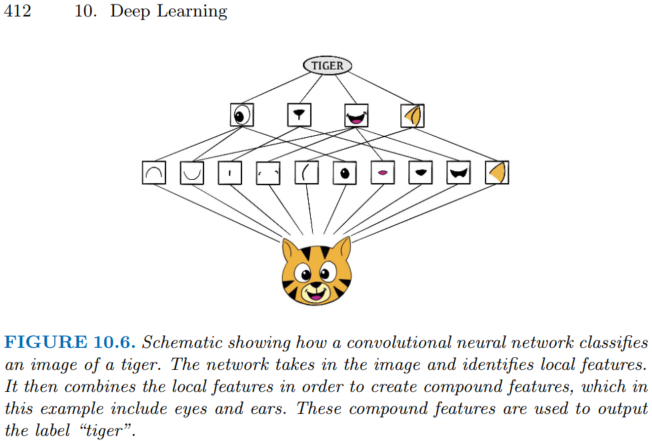 412 10. Deep Learning
TIGER
FIGURE 10.6. Schematic showing how a convolutional neural network classifies
an image of a tiger. The network takes in the image and identifies local features.
It then combines the local features in order to create compound features, which in
this example include eyes and ears. These compound features are used to output
the label “tiger”.